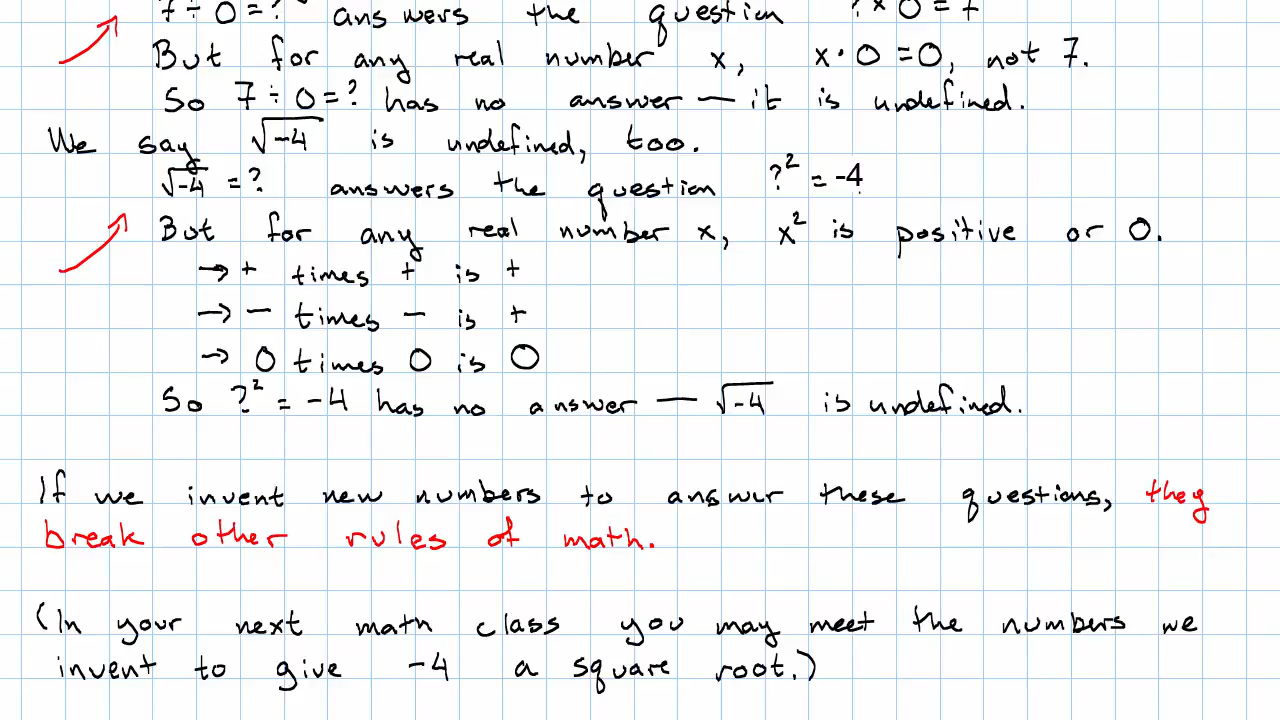 7 ÷ 0 = ? answers the question ? × 0 = 7
But for any real number x, x · 0 = 0, not 7.
So 7 ÷ 0 = ? has no answer — it is undefined.
We say √-4 is undefined, too.
√-4 = ? answers the question ?² = -4
But for any real number x, x² is positive or 0.
→ + times + is +
→ - times - is +
→ 0 times 0 is 0
So ?² = -4 has no answer — √-4 is undefined.
If we invent new numbers to answer these questions, they
break other rules of math.
(In your next math class you may meet the numbers we
invent to give -4 a square root.)